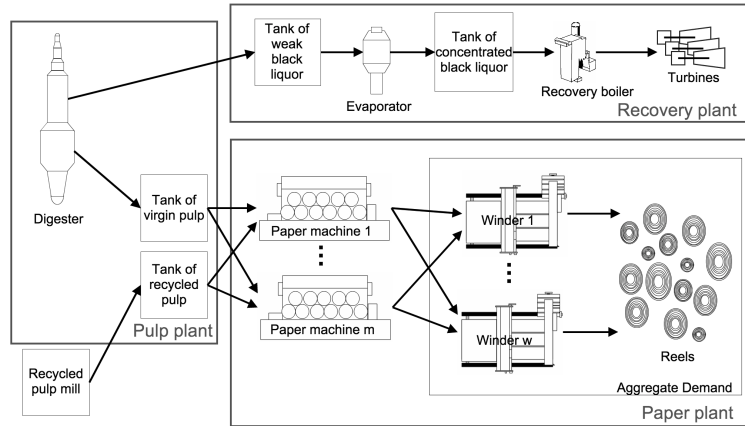 Tank of
weak
black
liquor
Evaporator
Tank of
concentrated
black liquor
Recovery boiler
Turbines
Recovery plant
Digester
Tank of
virgin pulp
Tank of
recycled
pulp
Pulp plant
Recycled
pulp mill
Paper machine 1
Paper machine m
Winder 1
Winder w
Reels
Aggregate Demand
Paper plant